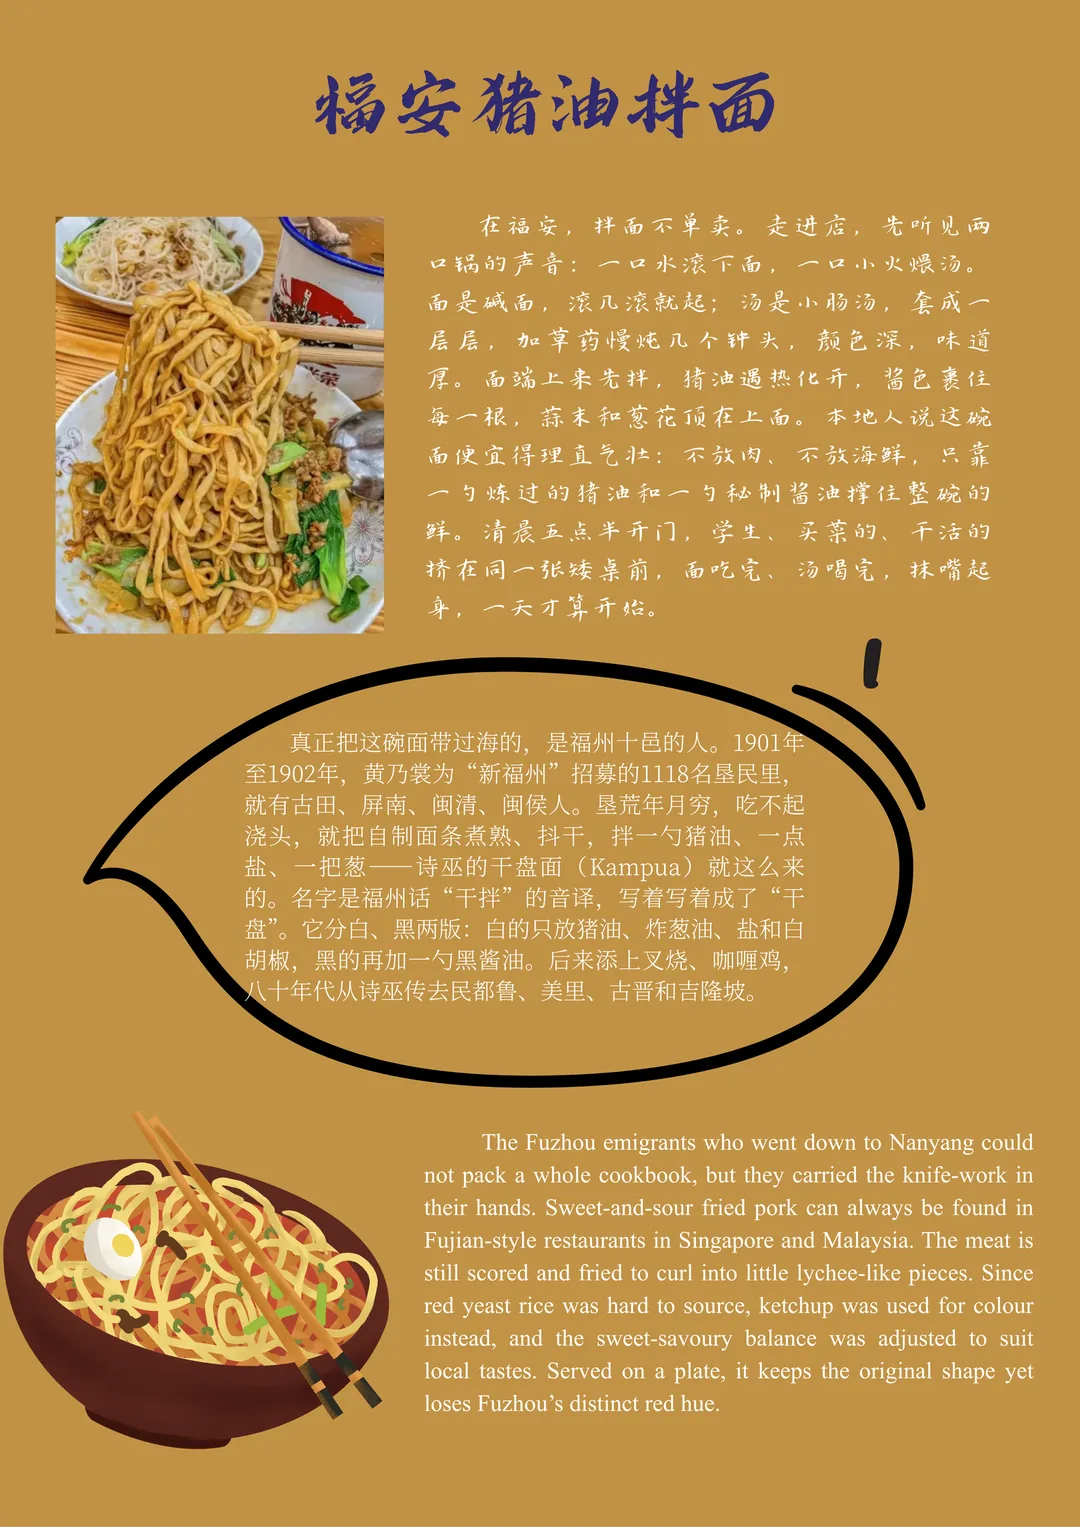 福安猪油拌面
在福安，拌面不单卖。走进店，先听见两
口锅的声音：一口水滚下面，一口小火煨汤。
面是碱面，滚几滚就起；汤是小肠汤，套成一
层层，加草药慢炖几个钟头，颜色深，味道
厚。面端上来先拌，猪油遇热化开，酱色裹住
每一根，蒜末和葱花顶在上面。本地人说这碗
面便宜得理直气壮：不放肉、不放海鲜，只靠
一勺炼过的猪油和一勺秘制酱油撑住整碗的
鲜。清晨五点半开门，学生、买菜的、干活的
挤在同一张矮桌前，面吃完、汤喝完，抹嘴起
身，一天才算开始。
真正把这碗面带过海的，是福州十邑的人。1901年
至1902年，黄乃裳为“新福州”招募的1118名垦民里，
就有古田、屏南、闽清、闽侯人。垦荒年月穷，吃不起
浇头，就把自制面条煮熟、抖干，拌一勺猪油、一点
盐、一把葱——诗巫的干盘面（Kampua）就这么来
的。名字是福州话“干拌”的音译，写着写着成了“干
盘”。它分白、黑两版：白的只放猪油、炸葱油、盐和白
胡椒，黑的再加一勺黑酱油。后来添上叉烧、咖喱鸡，
八十年代从诗巫传去民都鲁、美里、古晋和吉隆坡。
The Fuzhou emigrants who went down to Nanyang could
not pack a whole cookbook, but they carried the knife-work in
their hands. Sweet-and-sour fried pork can always be found in
Fujian-style restaurants in Singapore and Malaysia. The meat is
still scored and fried to curl into little lychee-like pieces. Since
red yeast rice was hard to source, ketchup was used for colour
instead, and the sweet-savoury balance was adjusted to suit
local tastes. Served on a plate, it keeps the original shape yet
loses Fuzhou’s distinct red hue.